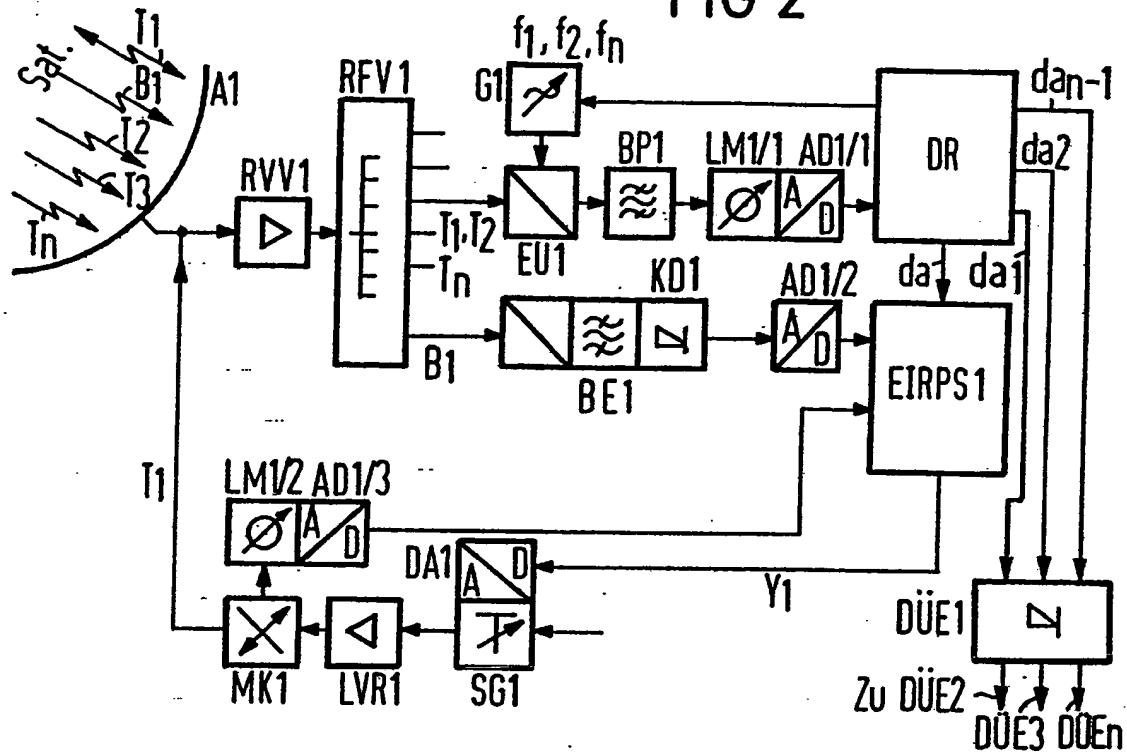 FIG 2
T1
Sat.
B1
A1
T2
T3
Tn
RFV1
f1, f2, fn
G1
RVV1
BP1
LM1/1 AD1/1
A
D
DR
dan-1
da2
T1,T2
Tn
EU1
KD1
AD1/2
A
D
da
da1
B1
BE1
EIRPS1
T1
LM1/2 AD1/3
A
D
DA1
D
A
Y1
DÜE1
MK1
LVR1
SG1
Zu DÜE2
DÜE3
DÜEn